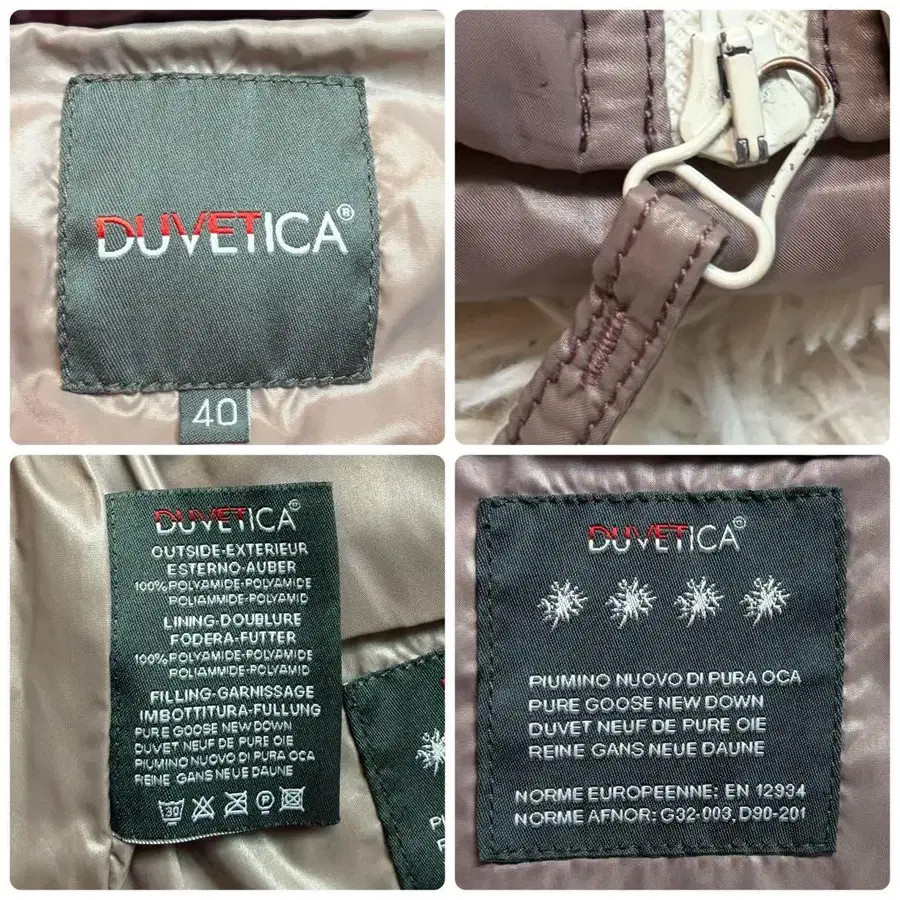 DUVETICA®
40
DUVETICA®
OUTSIDE-EXTERIEUR
ESTERNO-AUBER
100% POLYAMIDE-POLYAMIDE
POLIAMMIDE-POLYAMID
LINING-DOUBLURE
FODERA-FUTTER
100% POLYAMIDE-POLYAMIDE
POLIAMMIDE-POLYAMID
FILLING-GARNISSAGE
IMBOTTITURA-FULLUNG
PURE GOOSE NEW DOWN
DUVET NEUF DE PURE OIE
PIUMINO NUOVO DI PURA OCA
REINE GANS NEUE DAUNE
30 P
DUVETICA®
PIUMINO NUOVO DI PURA OCA
PURE GOOSE NEW DOWN
DUVET NEUF DE PURE OIE
REINE GANS NEUE DAUNE
NORME EUROPEENNE: EN 12934
NORME AFNOR: G32-003, D90-201